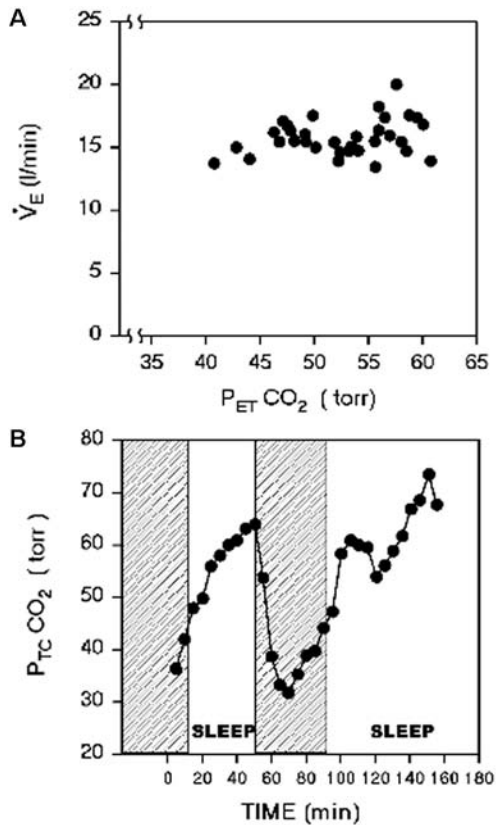 A
25
20
15
10
5
0
V̇E (l/min)
35 40 45 50 55 60 65
PET CO2 ( torr)
B
80
70
60
50
40
30
20
PTC CO2 ( torr)
SLEEP SLEEP
0 20 40 60 80 100 120 140 160 180
TIME (min)